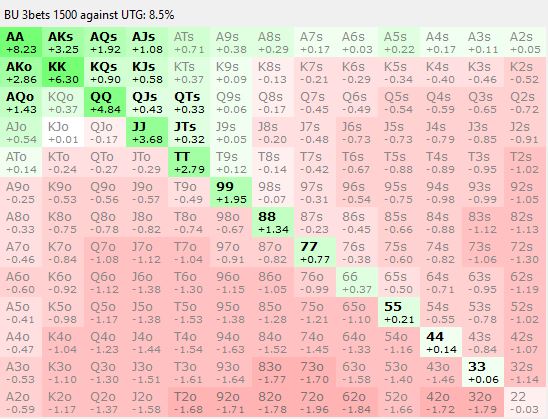 BU 3bets 1500 against UTG: 8.5%
AA AKs AQs AJs ATs A9s A8s A7s A6s A5s A4s A3s A2s
+8.23 +3.25 +1.92 +1.08 +0.71 +0.38 +0.29 +0.17 +0.03 +0.22 +0.17 +0.11 +0.05
AKo KK KQs KJs KTs K9s K8s K7s K6s K5s K4s K3s K2s
+2.86 +6.30 +0.90 +0.58 +0.37 +0.09 -0.13 -0.21 -0.29 -0.34 -0.40 -0.46 -0.52
AQo KQo QQ QJs QTs Q9s Q8s Q7s Q6s Q5s Q4s Q3s Q2s
+1.43 +0.37 +4.84 +0.43 +0.33 +0.06 -0.17 -0.45 -0.49 -0.54 -0.59 -0.65 -0.72
AJo KJo QJo JJ JTs J9s J8s J7s J6s J5s J4s J3s J2s
+0.54 +0.01 -0.17 +3.68 +0.32 +0.05 -0.20 -0.48 -0.73 -0.73 -0.79 -0.85 -0.91
ATo KTo QTo JTo TT T9s T8s T7s T6s T5s T4s T3s T2s
+0.14 -0.24 -0.27 -0.29 +2.79 +0.12 -0.14 -0.42 -0.67 -0.88 -0.89 -0.95 -1.02
A9o K9o Q9o J9o T9o 99 98s 97s 96s 95s 94s 93s 92s
-0.25 -0.53 -0.56 -0.57 -0.49 +1.95 -0.07 -0.31 -0.54 -0.75 -0.98 -0.99 -1.05
A8o K8o Q8o J8o T8o 98o 88 87s 86s 85s 84s 83s 82s
-0.33 -0.75 -0.78 -0.82 -0.74 -0.67 +1.34 -0.23 -0.45 -0.66 -0.88 -1.12 -1.13
A7o K7o Q7o J7o T7o 97o 87o 77 76s 75s 74s 73s 72s
-0.46 -0.84 -1.08 -1.12 -1.04 -0.91 -0.82 +0.77 -0.38 -0.60 -0.82 -1.06 -1.30
A6o K6o Q6o J6o T6o 96o 86o 76o 66 65s 64s 63s 62s
-0.60 -0.92 -1.12 -1.38 -1.30 -1.15 -1.05 -0.99 +0.37 -0.50 -0.71 -0.95 -1.19
A5o K5o Q5o J5o T5o 95o 85o 75o 65o 55 54s 53s 52s
-0.41 -0.98 -1.17 -1.38 -1.53 -1.38 -1.28 -1.21 -1.10 +0.21 -0.55 -0.78 -1.02
A4o K4o Q4o J4o T4o 94o 84o 74o 64o 54o 44 43s 42s
-0.47 -1.04 -1.23 -1.44 -1.54 -1.63 -1.52 -1.45 -1.33 -1.16 +0.14 -0.84 -1.07
A3o K3o Q3o J3o T3o 93o 83o 73o 63o 53o 43o 33 32s
-0.53 -1.10 -1.30 -1.51 -1.61 -1.64 -1.77 -1.70 -1.58 -1.40 -1.46 +0.06 -1.14
A2o K2o Q2o J2o T2o 92o 82o 72o 62o 52o 42o 32o 22
-0.59 -1.17 -1.37 -1.58 -1.68 -1.71 -1.78 -1.96 -1.84 -1.66 -1.72 -1.79 -0.03